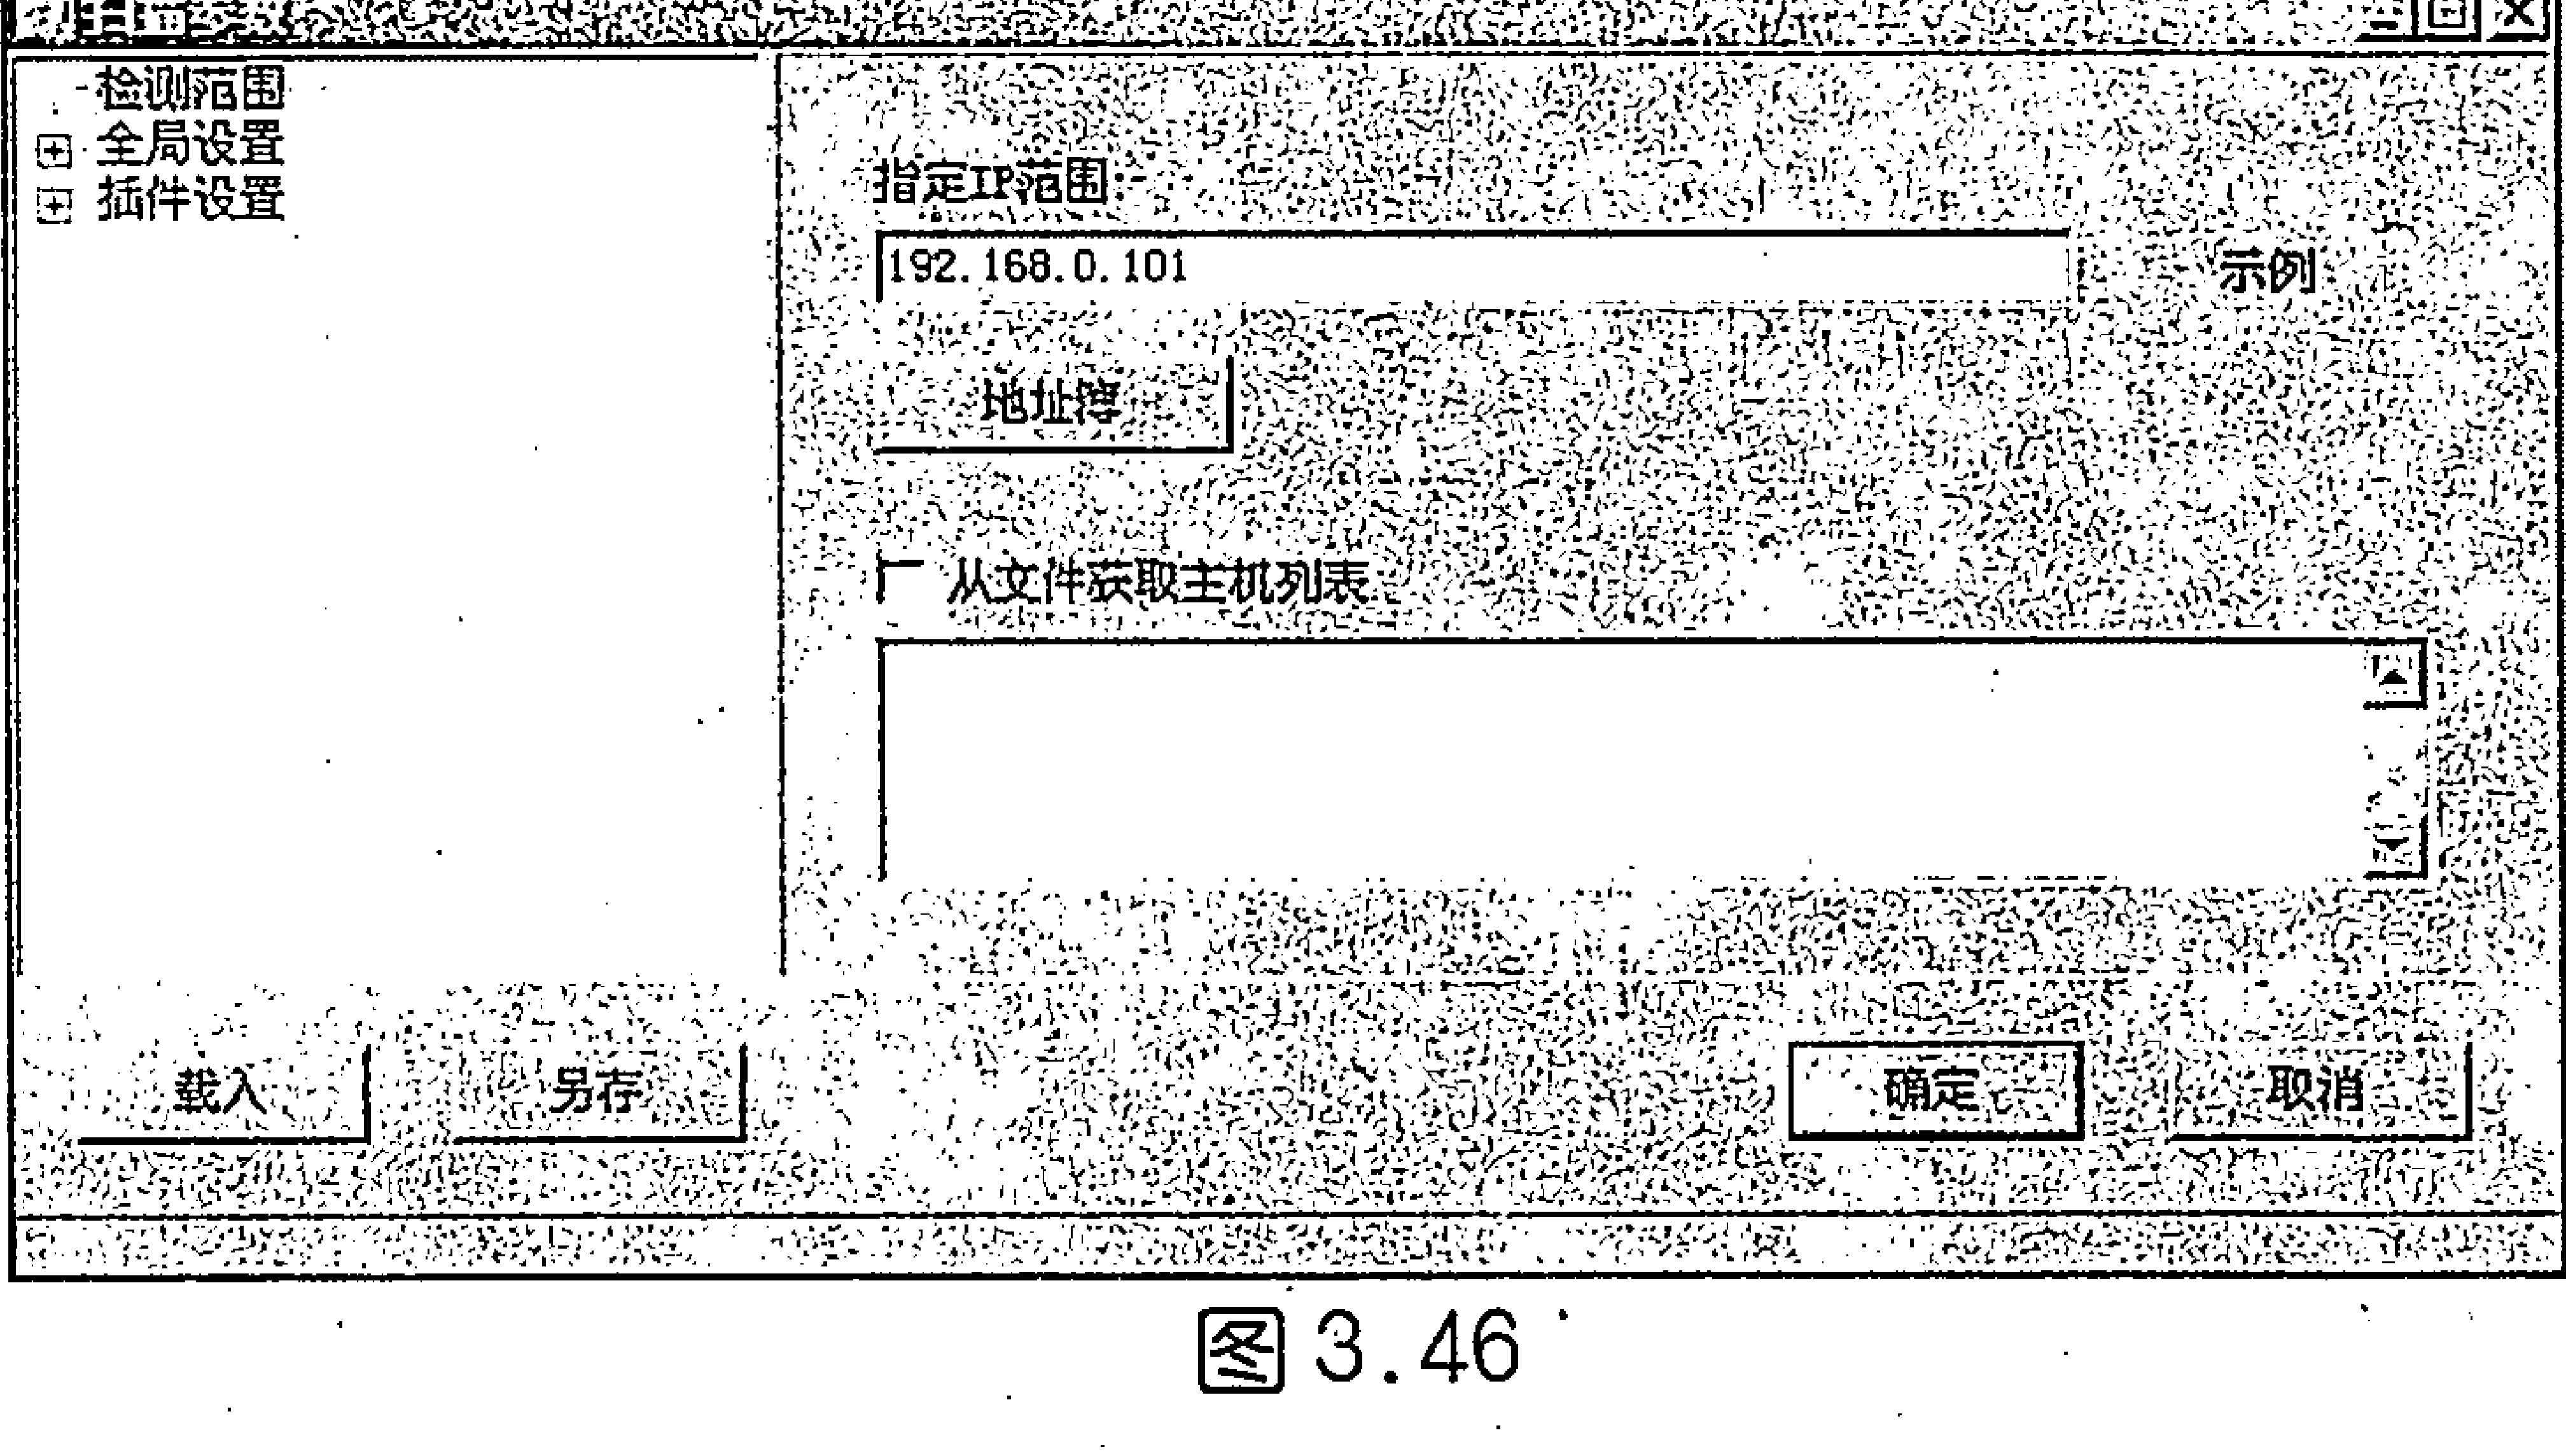 检测范围
全局设置
插件设置
指定IP范围:
192.168.0.101
示例
地址簿
从文件获取主机列表
载入
另存
确定
取消
图 3.46